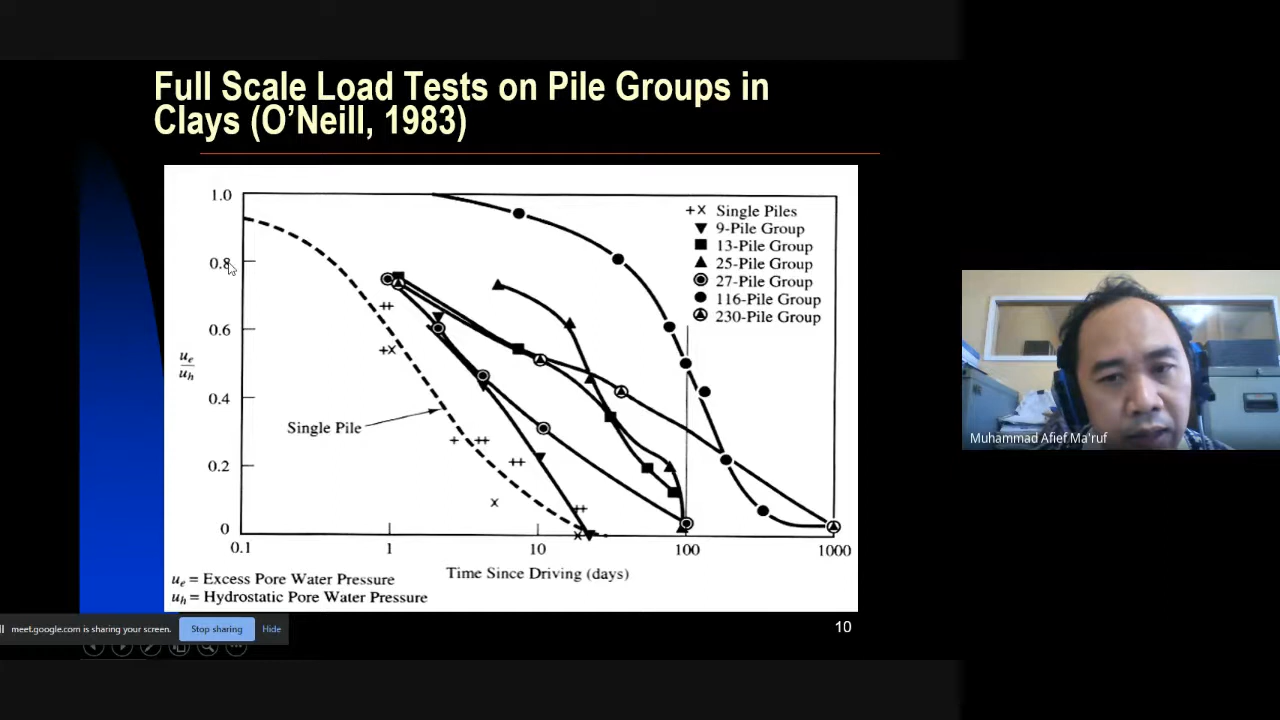 Full Scale Load Tests on Pile Groups in
Clays (O'Neill, 1983)
1.0
0.8
0.6
0.4
0.2
0
u_e
u_h
+× Single Piles
9-Pile Group
13-Pile Group
25-Pile Group
27-Pile Group
116-Pile Group
230-Pile Group
Single Pile
0.1
1
10
100
1000
Time Since Driving (days)
u_e = Excess Pore Water Pressure
u_h = Hydrostatic Pore Water Pressure
10
meet.google.com is sharing your screen.
Stop sharing
Hide
Muhammad Afief Ma'ruf